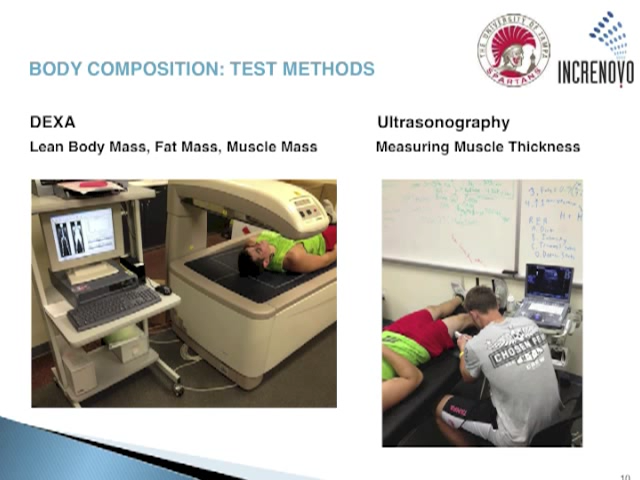 THE UNIVERSITY OF TAMPA
SPARTANS
INCRENOVO
BODY COMPOSITION: TEST METHODS
DEXA
Lean Body Mass, Fat Mass, Muscle Mass
Ultrasonography
Measuring Muscle Thickness
CHOSEN
10